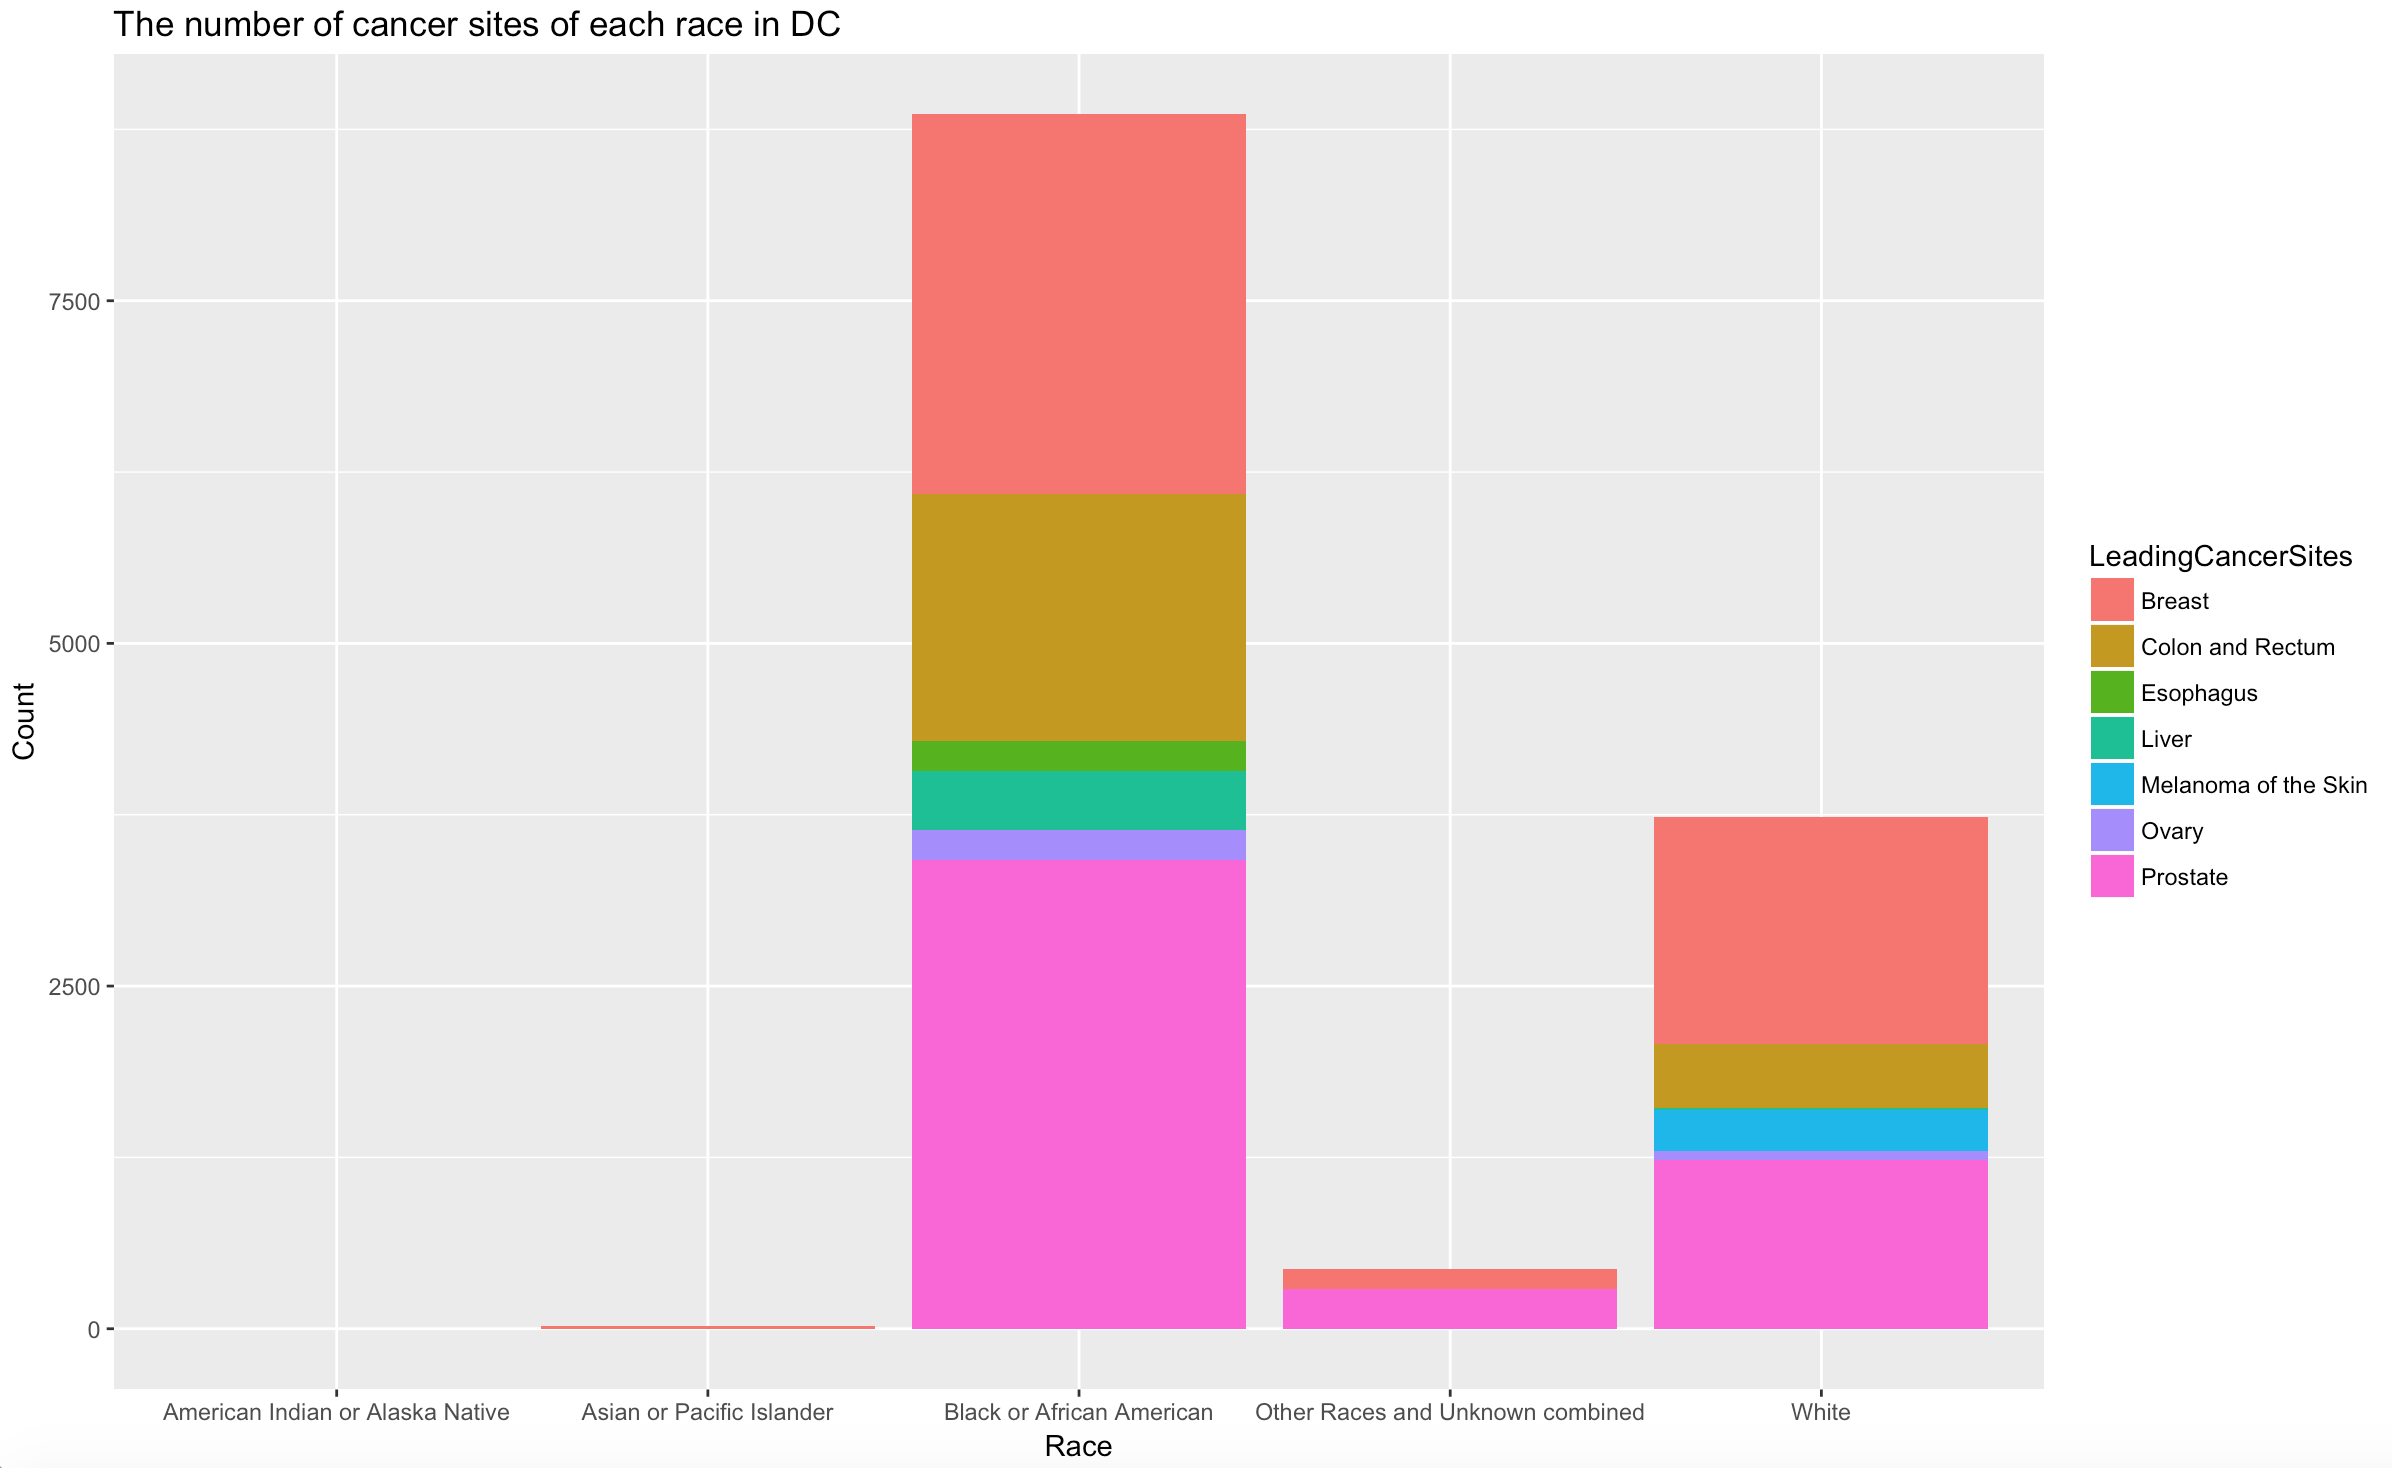 The number of cancer sites of each race in DC
7500
5000
2500
0
Count
American Indian or Alaska Native
Asian or Pacific Islander
Black or African American
Other Races and Unknown combined
White
Race
LeadingCancerSites
Breast
Colon and Rectum
Esophagus
Liver
Melanoma of the Skin
Ovary
Prostate